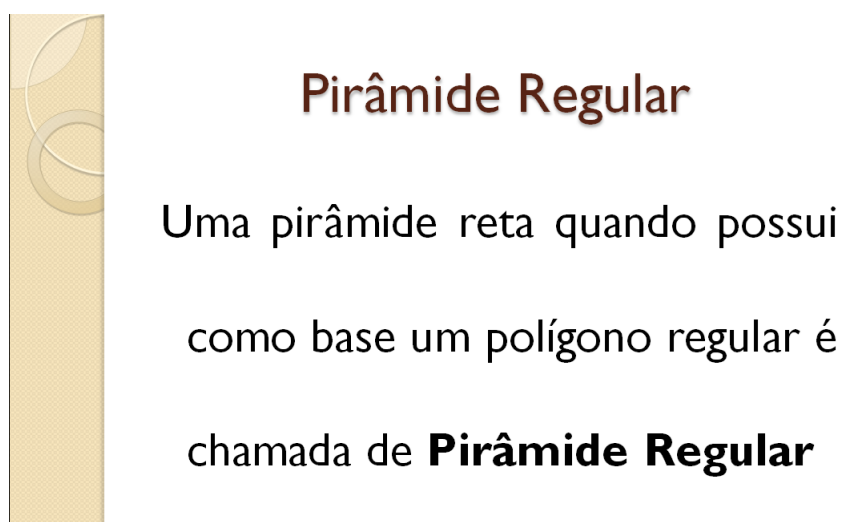 Pirâmide Regular
Uma pirâmide reta quando possui
como base um polígono regular é
chamada de Pirâmide Regular